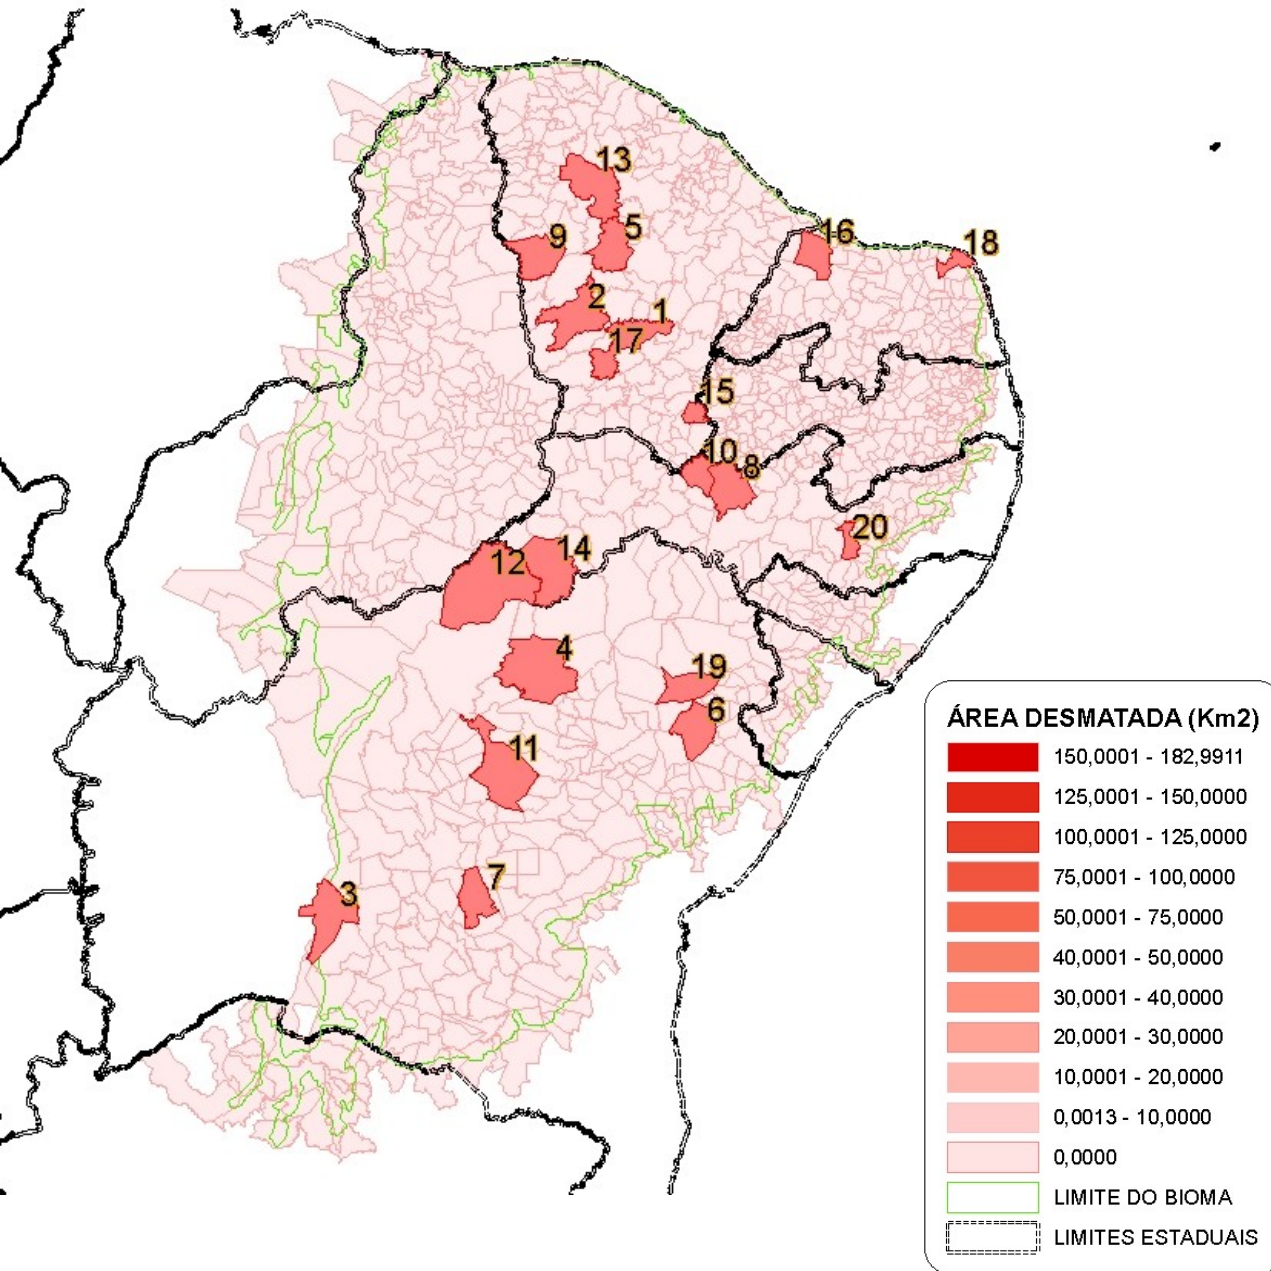 13
16
5
9
18
2
1
17
15
10
8
20
14
12
4
19
6
11
7
3
ÁREA DESMATADA (Km2)
150,0001 - 182,9911
125,0001 - 150,0000
100,0001 - 125,0000
75,0001 - 100,0000
50,0001 - 75,0000
40,0001 - 50,0000
30,0001 - 40,0000
20,0001 - 30,0000
10,0001 - 20,0000
0,0013 - 10,0000
0,0000
LIMITE DO BIOMA
LIMITES ESTADUAIS